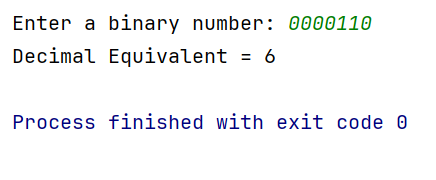 Enter a binary number: 0000110
Decimal Equivalent = 6
Process finished with exit code 0